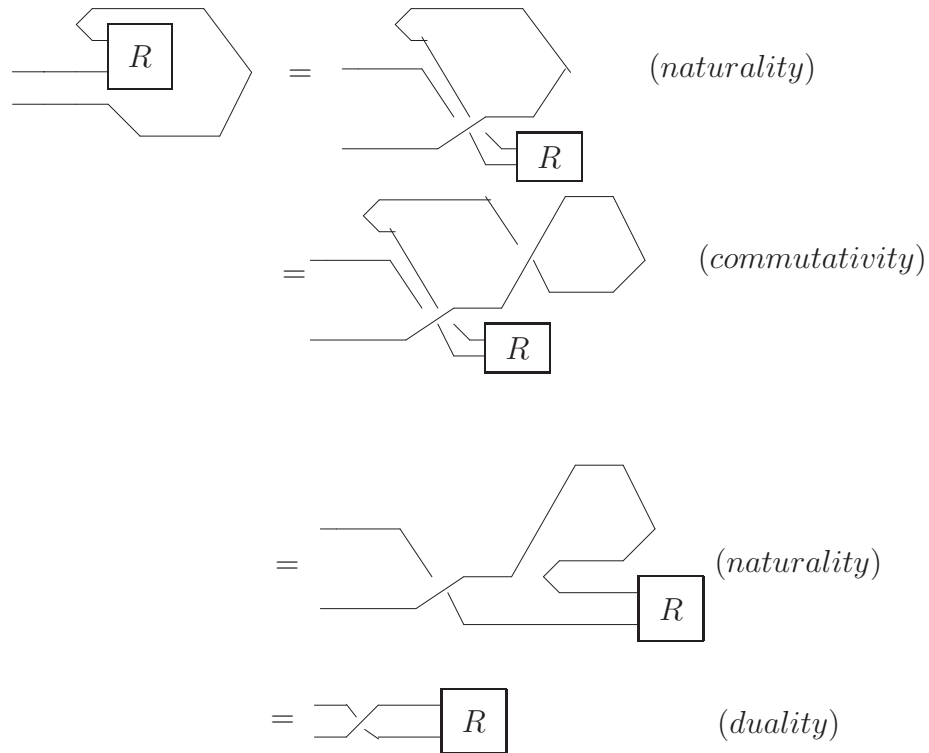 R = R (naturality)
= R (commutativity)
= R (naturality)
= R (duality)